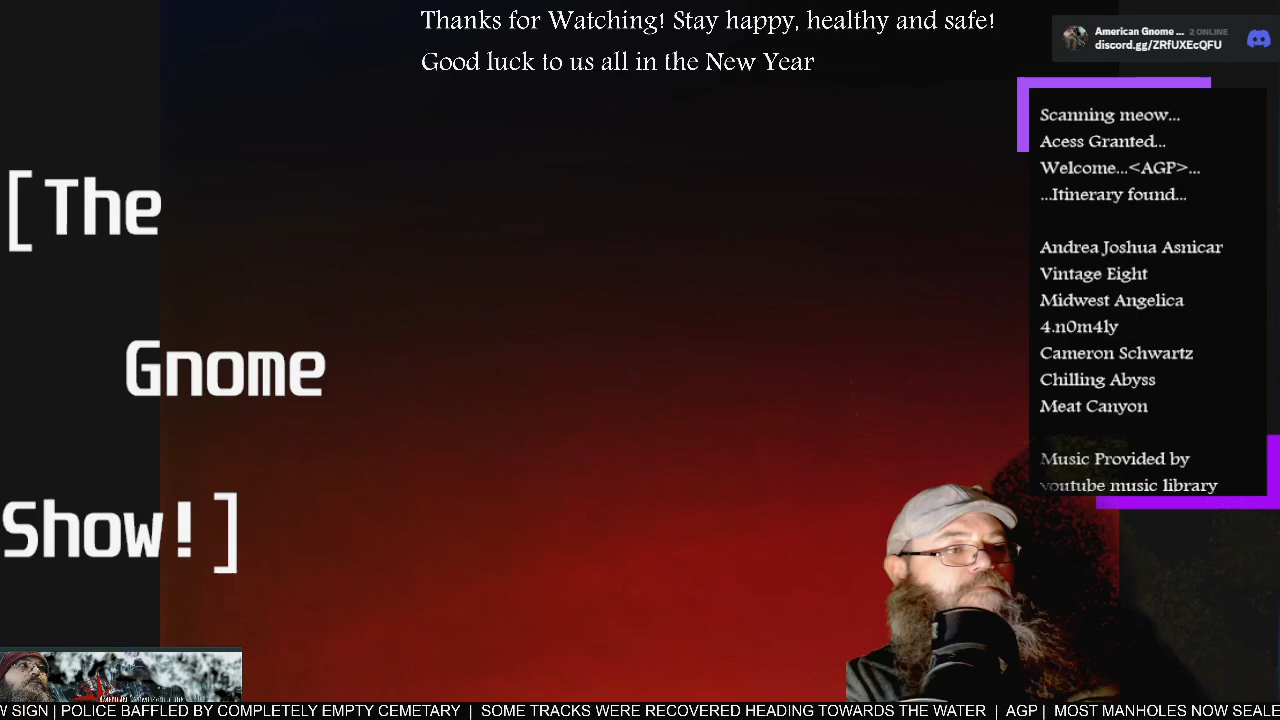 Thanks for Watching! Stay happy, healthy and safe!
Good luck to us all in the New Year
American Gnome ... 2 ONLINE
discord.gg/ZRfUXEcQFU
Scanning meow...
Acess Granted...
Welcome...<AGP>...
...Itinerary found...
Andrea Joshua Asnicar
Vintage Eight
Midwest Angelica
4.n0m4ly
Cameron Schwartz
Chilling Abyss
Meat Canyon
Music Provided by
youtube music library
[The
Gnome
Show!]
W SIGN | POLICE BAFFLED BY COMPLETELY EMPTY CEMETARY | SOME TRACKS WERE RECOVERED HEADING TOWARDS THE WATER | AGP | MOST MANHOLES NOW SEALE